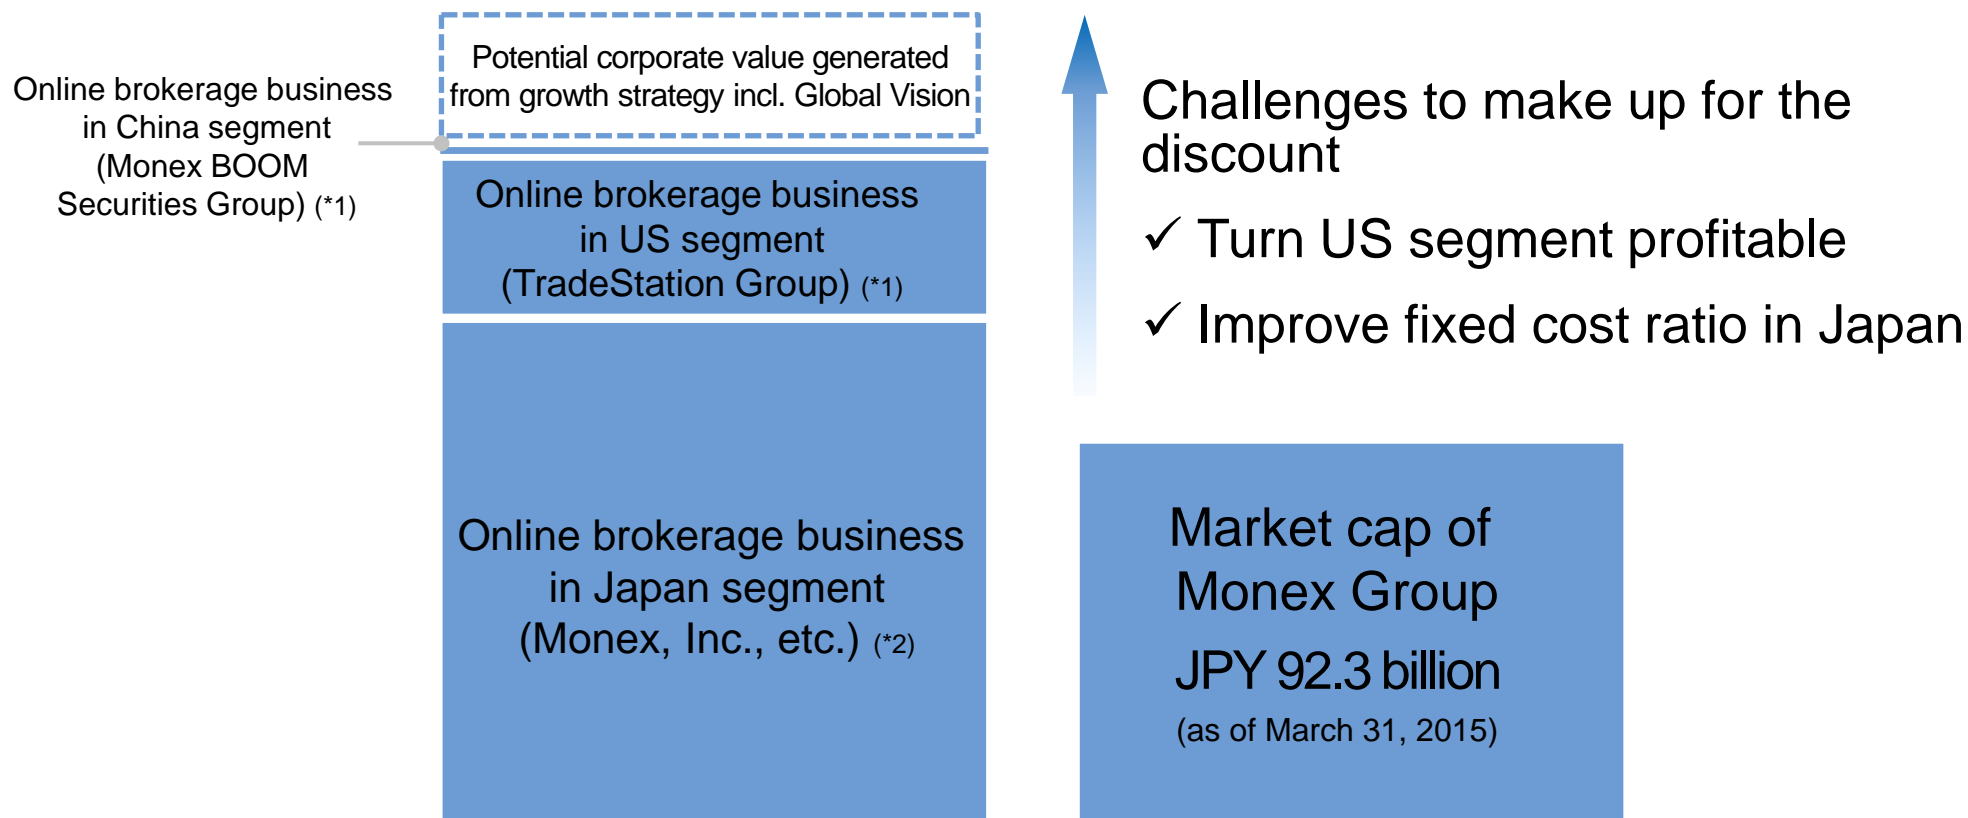 Potential corporate value generated
from growth strategy incl. Global Vision
Online brokerage business
in China segment
(Monex BOOM
Securities Group) (*1)
Online brokerage business
in US segment
(TradeStation Group) (*1)
Online brokerage business
in Japan segment
(Monex, Inc., etc.) (*2)
Challenges to make up for the
discount
✓ Turn US segment profitable
✓ Improve fixed cost ratio in Japan
Market cap of
Monex Group
JPY 92.3 billion
(as of March 31, 2015)